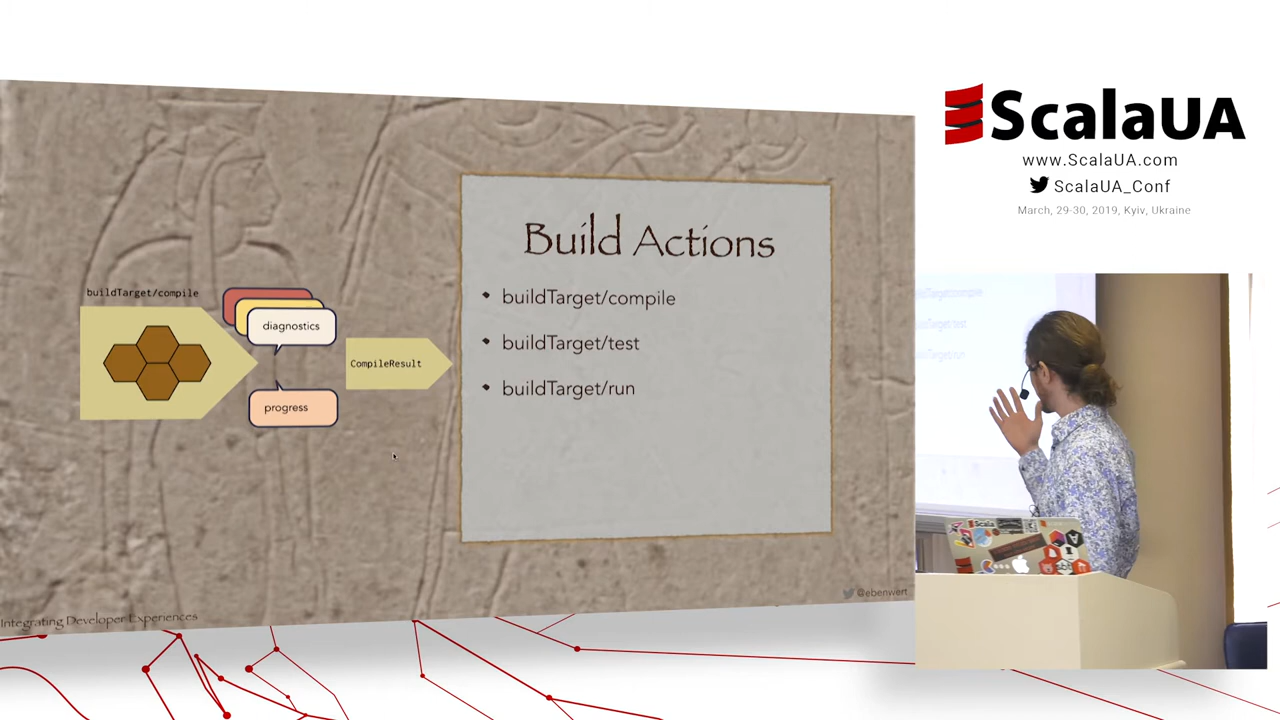 buildTarget/compile
diagnostics
progress
CompileResult
Build Actions
• buildTarget/compile
• buildTarget/test
• buildTarget/run
Integrating Developer Experiences
@ebenwert
ScalaUA
www.ScalaUA.com
ScalaUA_Conf
March, 29-30, 2019, Kyiv, Ukraine